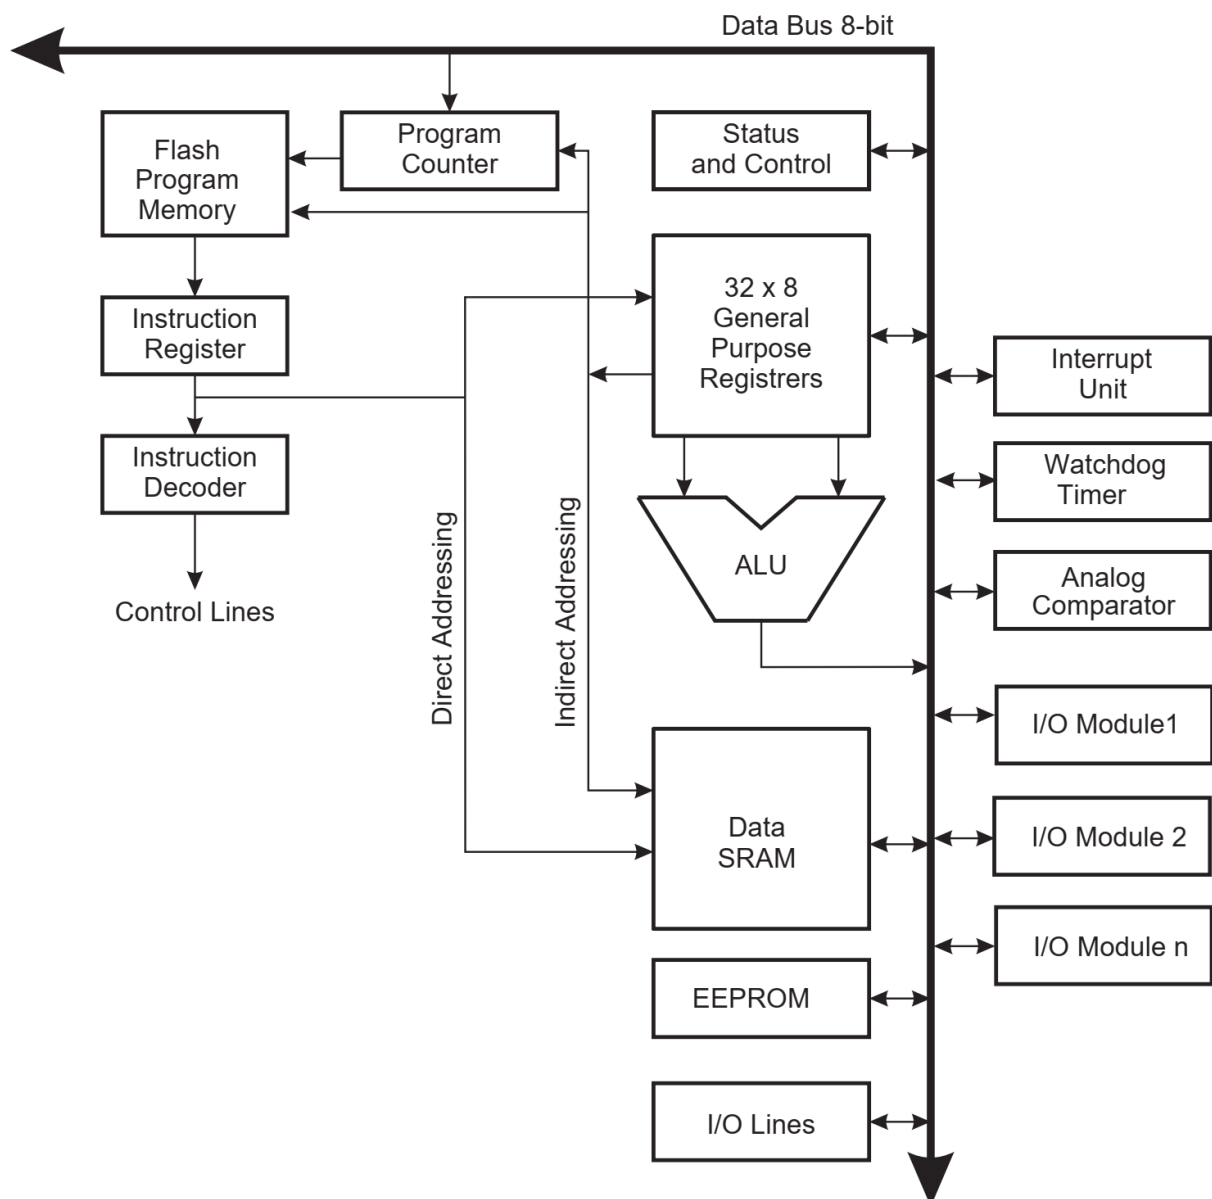 Data Bus 8-bit
Flash
Program
Memory
Program
Counter
Status
and Control
Instruction
Register
32 x 8
General
Purpose
Registrers
Interrupt
Unit
Instruction
Decoder
Watchdog
Timer
Control Lines
Direct Addressing
Indirect Addressing
ALU
Analog
Comparator
I/O Module1
Data
SRAM
I/O Module 2
I/O Module n
EEPROM
I/O Lines